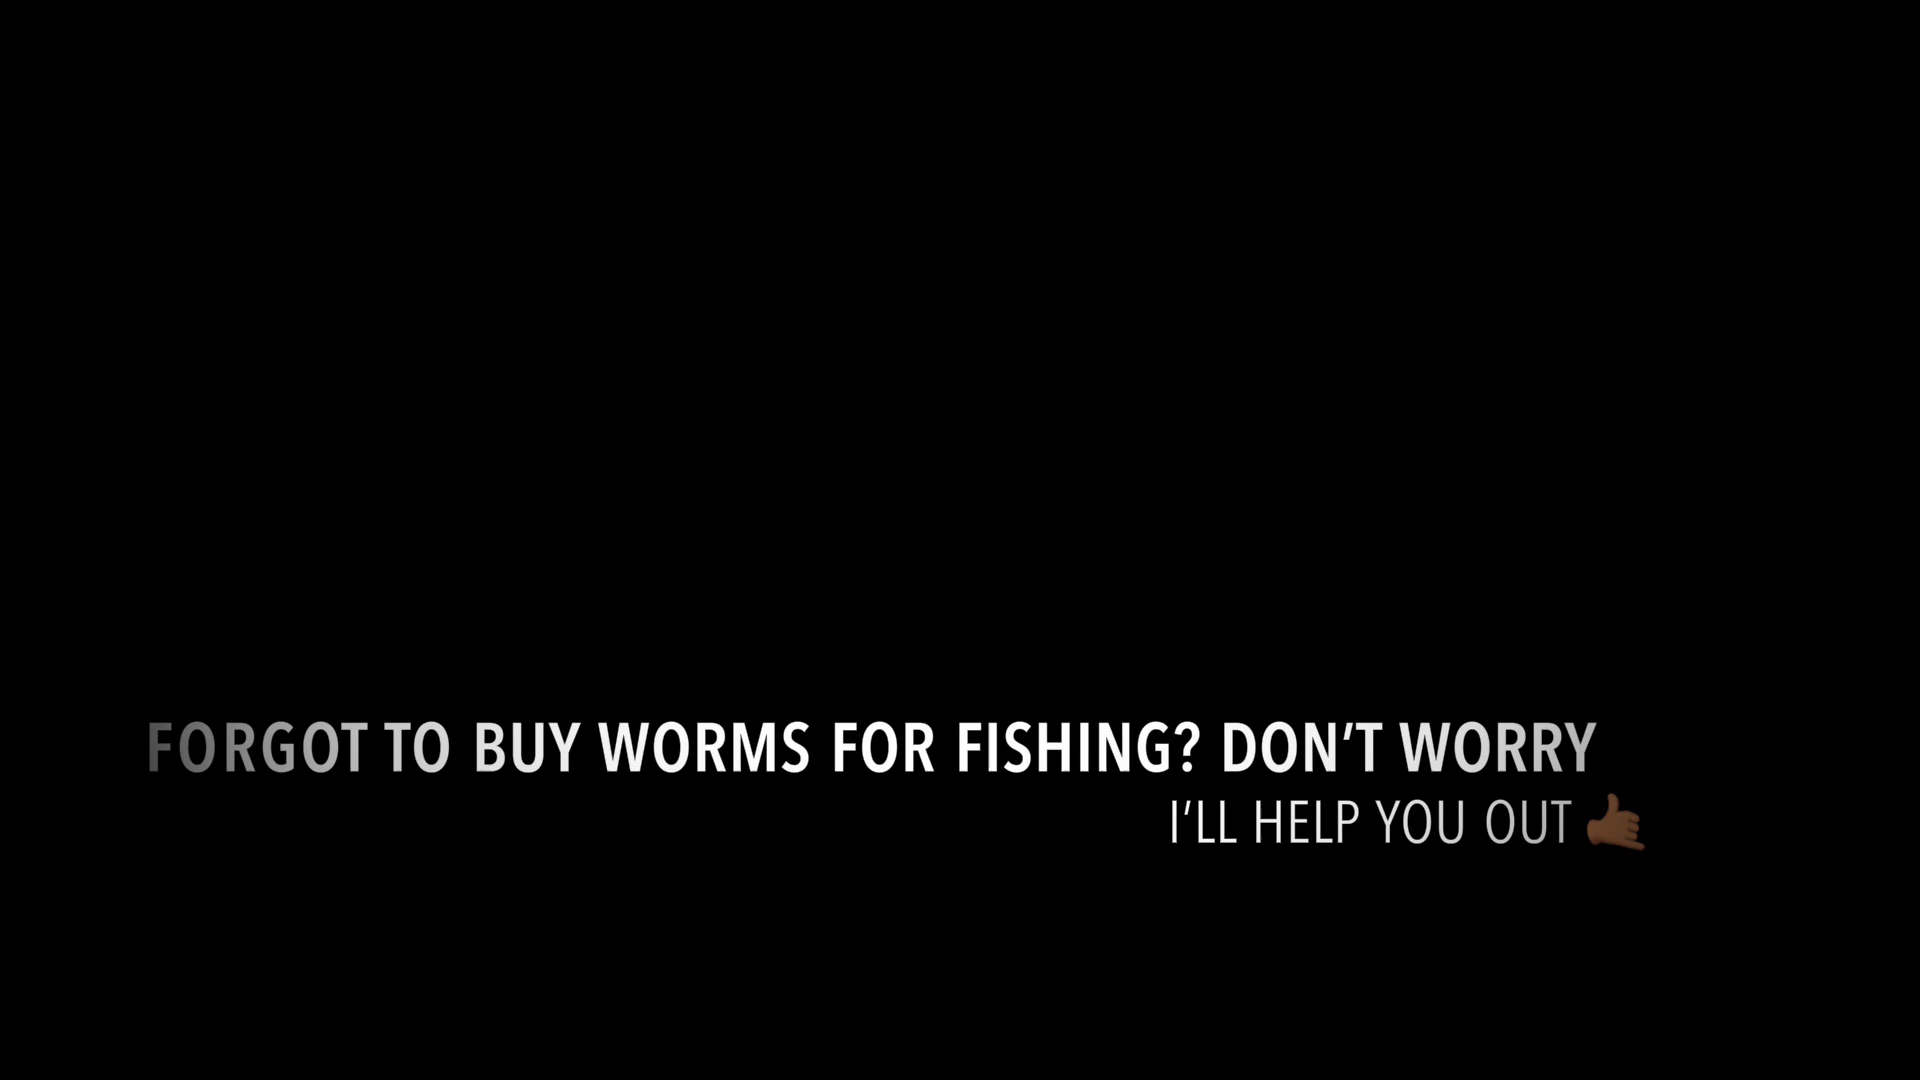 FORGOT TO BUY WORMS FOR FISHING? DON’T WORRY
I’LL HELP YOU OUT 🤙🏾